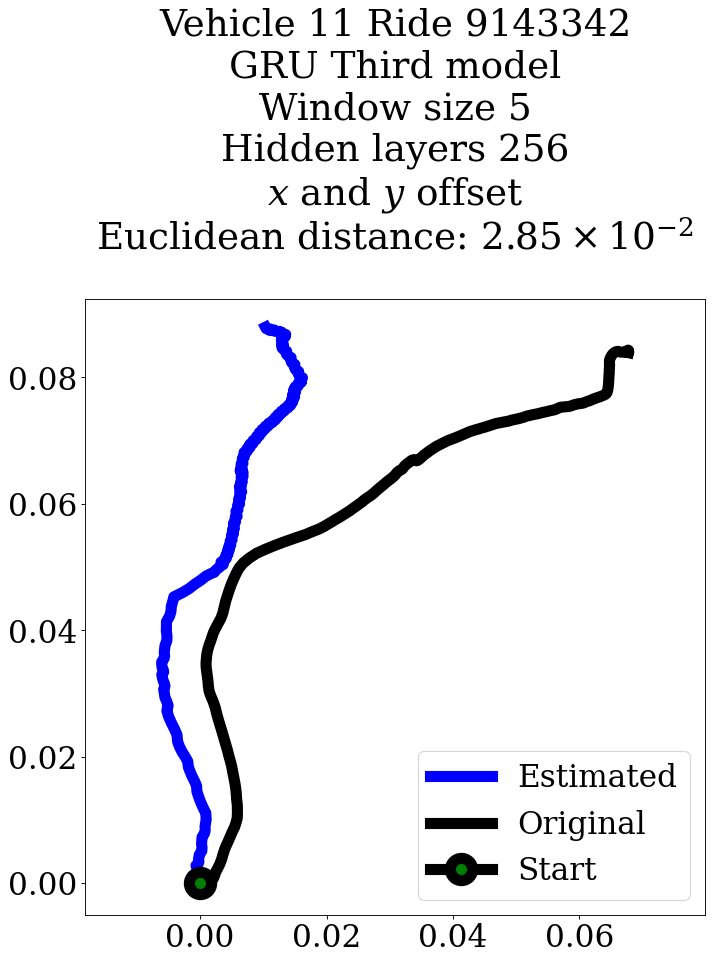 Vehicle 11 Ride 9143342
GRU Third model
Window size 5
Hidden layers 256
x and y offset
Euclidean distance: 2.85 × 10⁻²
0.08
0.06
0.04
0.02
0.00
Estimated
Original
Start
0.00 0.02 0.04 0.06